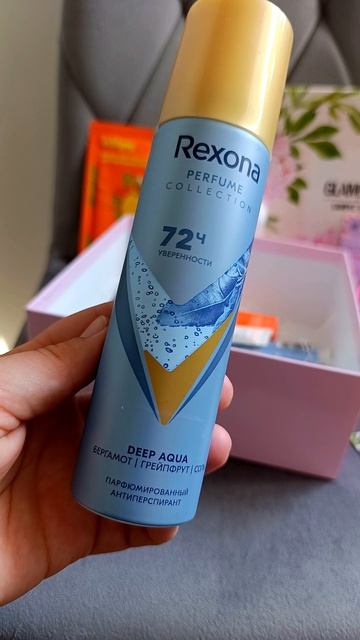 Rexona
PERFUME
COLLECTION
72Ч
УВЕРЕННОСТИ
DEEP AQUA
БЕРГАМОТ | ГРЕЙПФРУТ |
ПАРФЮМИРОВАННЫЙ
АНТИПЕРСПИРАНТ